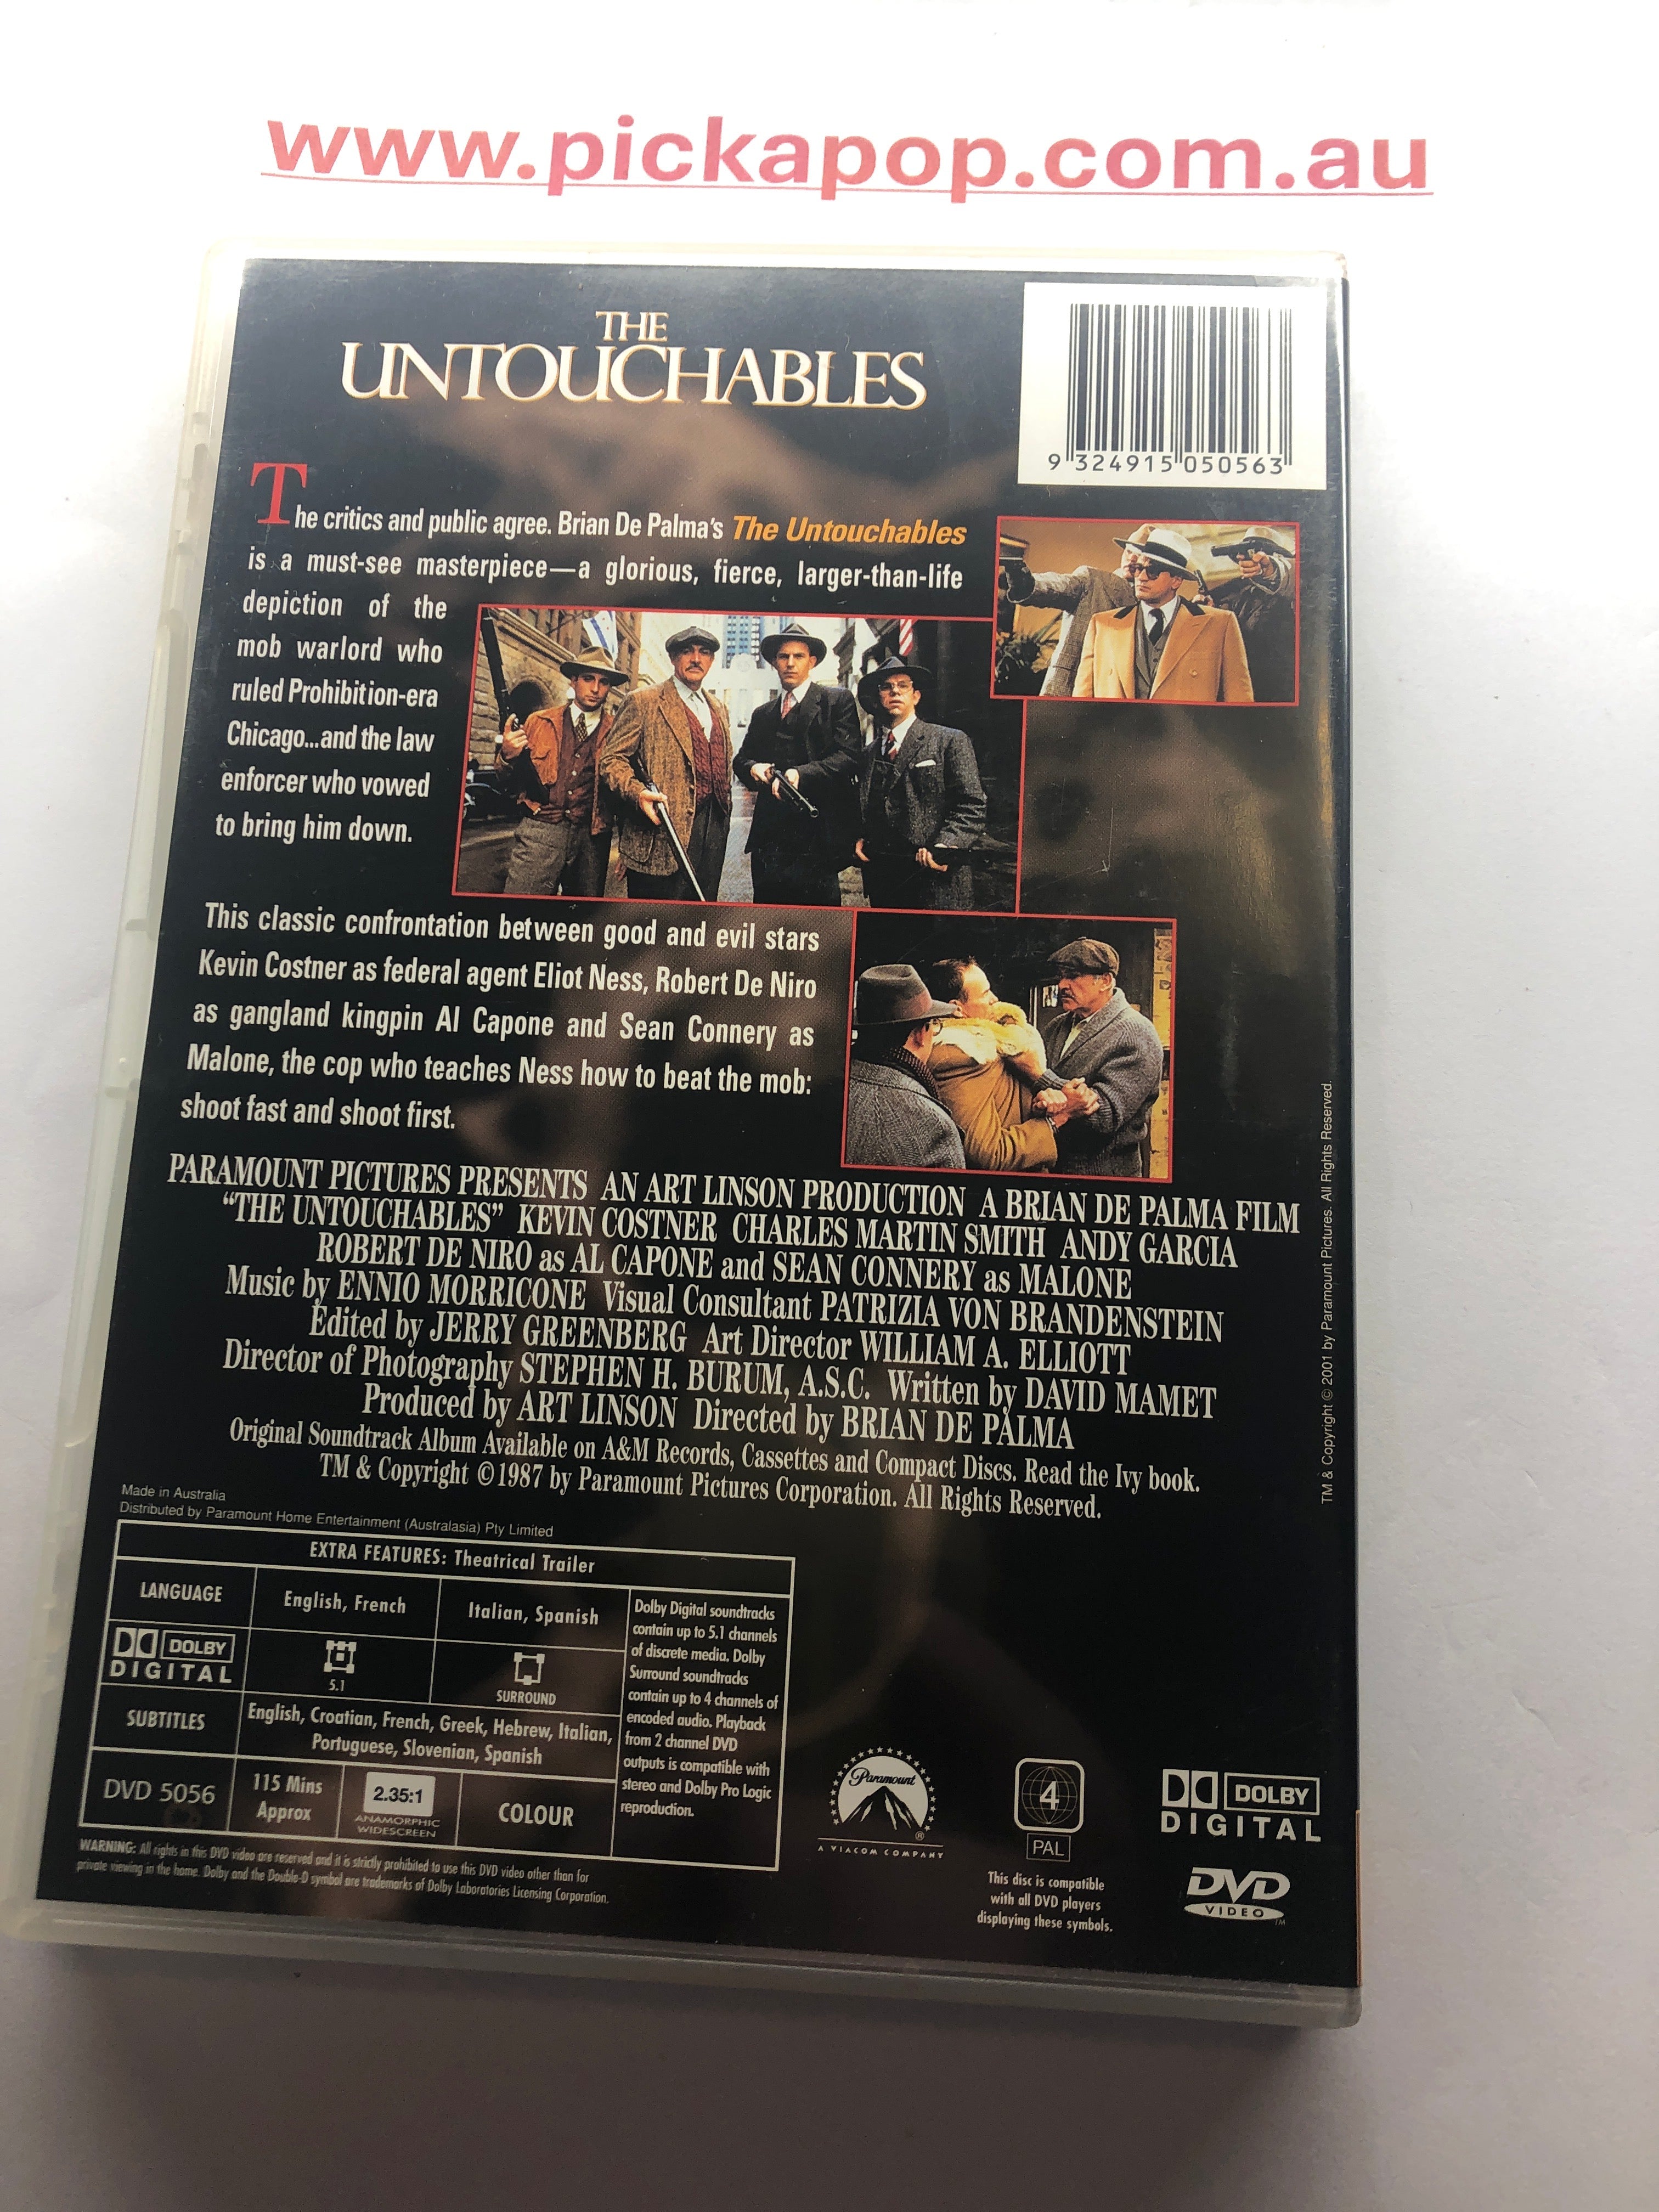 www.pickapop.com.au
THE
UNTOUCHABLES
9 324915 050563
The critics and public agree. Brian De Palma's The Untouchables
is a must-see masterpiece—a glorious, fierce, larger-than-life
depiction of the
mob warlord who
ruled Prohibition-era
Chicago...and the law
enforcer who vowed
to bring him down.
This classic confrontation between good and evil stars
Kevin Costner as federal agent Eliot Ness, Robert De Niro
as gangland kingpin Al Capone and Sean Connery as
Malone, the cop who teaches Ness how to beat the mob:
shoot fast and shoot first.
PARAMOUNT PICTURES PRESENTS AN ART LINSON PRODUCTION A BRIAN DE PALMA FILM
“THE UNTOUCHABLES” KEVIN COSTNER CHARLES MARTIN SMITH ANDY GARCIA
ROBERT DE NIRO as AL CAPONE and SEAN CONNERY as MALONE
Music by ENNIO MORRICONE Visual Consultant PATRIZIA VON BRANDENSTEIN
Edited by JERRY GREENBERG Art Director WILLIAM A. ELLIOTT
Director of Photography STEPHEN H. BURUM, A.S.C. Written by DAVID MAMET
Produced by ART LINSON Directed by BRIAN DE PALMA
Original Soundtrack Album Available on A&M Records, Cassettes and Compact Discs. Read the Ivy book.
TM & Copyright ©1987 by Paramount Pictures Corporation. All Rights Reserved.
TM & Copyright © 2001 by Paramount Pictures. All Rights Reserved.
Made in Australia
Distributed by Paramount Home Entertainment (Australasia) Pty Limited
EXTRA FEATURES: Theatrical Trailer
LANGUAGE
English, French
Italian, Spanish
DOLBY
DIGITAL
5.1
SURROUND
SUBTITLES
English, Croatian, French, Greek, Hebrew, Italian,
Portuguese, Slovenian, Spanish
DVD 5056
115 Mins
Approx
2.35:1
ANAMORPHIC
WIDESCREEN
COLOUR
Dolby Digital soundtracks
contain up to 5.1 channels
of discrete media. Dolby
Surround soundtracks
contain up to 4 channels of
encoded audio. Playback
from 2 channel DVD
outputs is compatible with
stereo and Dolby Pro Logic
reproduction.
WARNING: All rights in this DVD video are reserved and it is strictly prohibited to use this DVD video other than for
private viewing in the home. Dolby and the Double-D symbol are trademarks of Dolby Laboratories Licensing Corporation.
Paramount
®
A VIACOM COMPANY
4
PAL
This disc is compatible
with all DVD players
displaying these symbols.
DOLBY
DIGITAL
DVD
VIDEO
TM